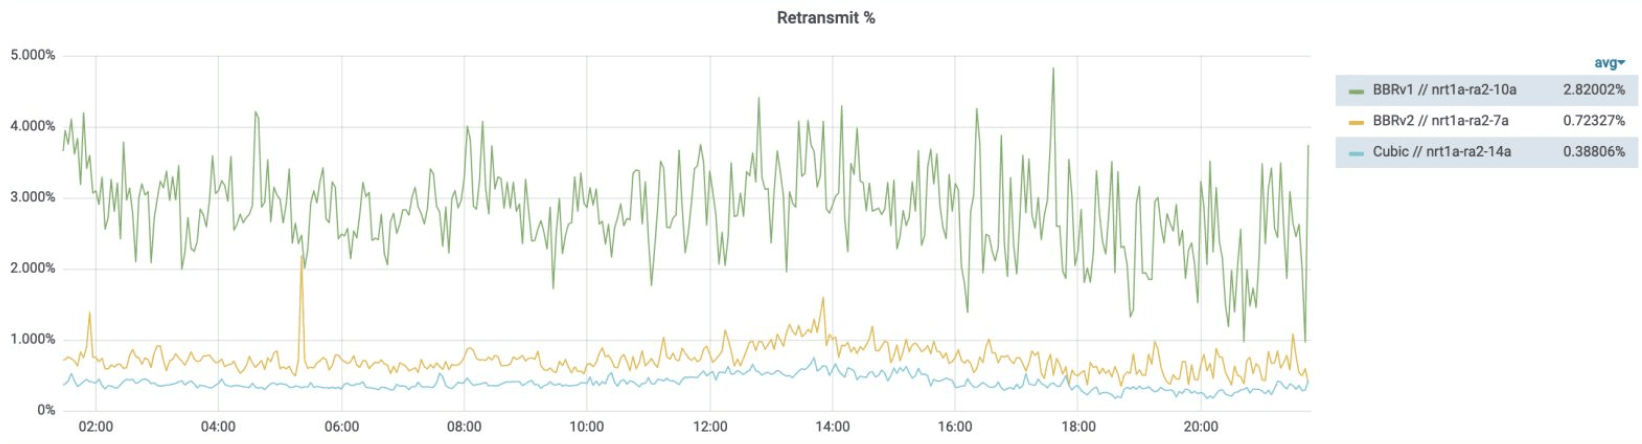 Retransmit %
5.000%
4.000%
3.000%
2.000%
1.000%
0%
02:00 04:00 06:00 08:00 10:00 12:00 14:00 16:00 18:00 20:00
avg
BBRv1 // nrt1a-ra2-10a 2.82002%
BBRv2 // nrt1a-ra2-7a 0.72327%
Cubic // nrt1a-ra2-14a 0.38806%